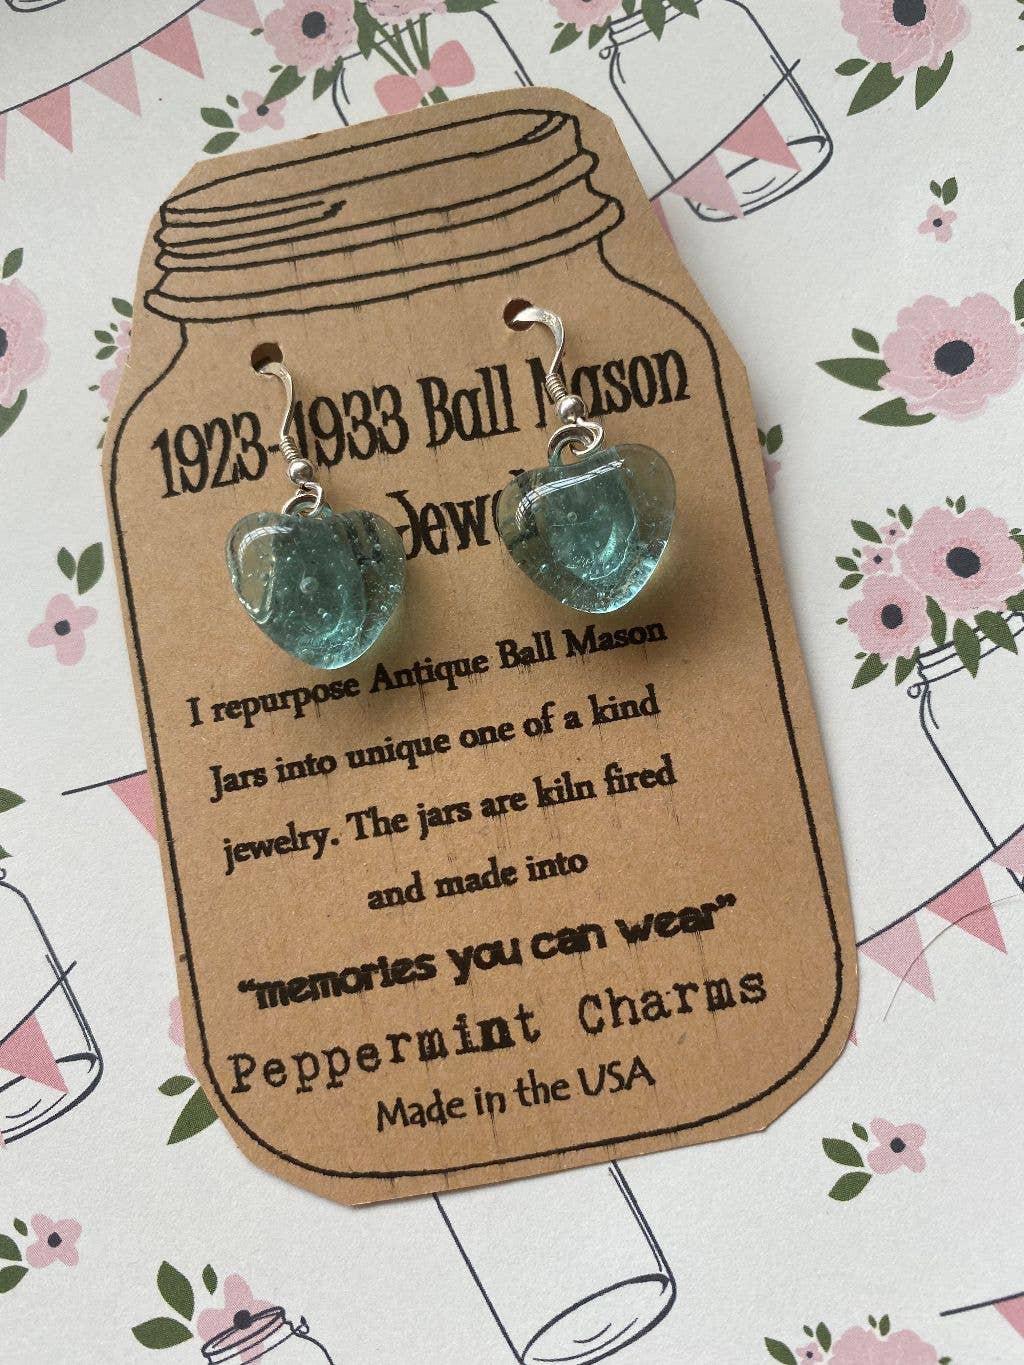 1923-1933 Ball Mason
I repurpose Antique Ball Mason
Jars into unique one of a kind
jewelry. The jars are kiln fired
and made into
“memories you can wear”
Peppermint Charms
Made in the USA